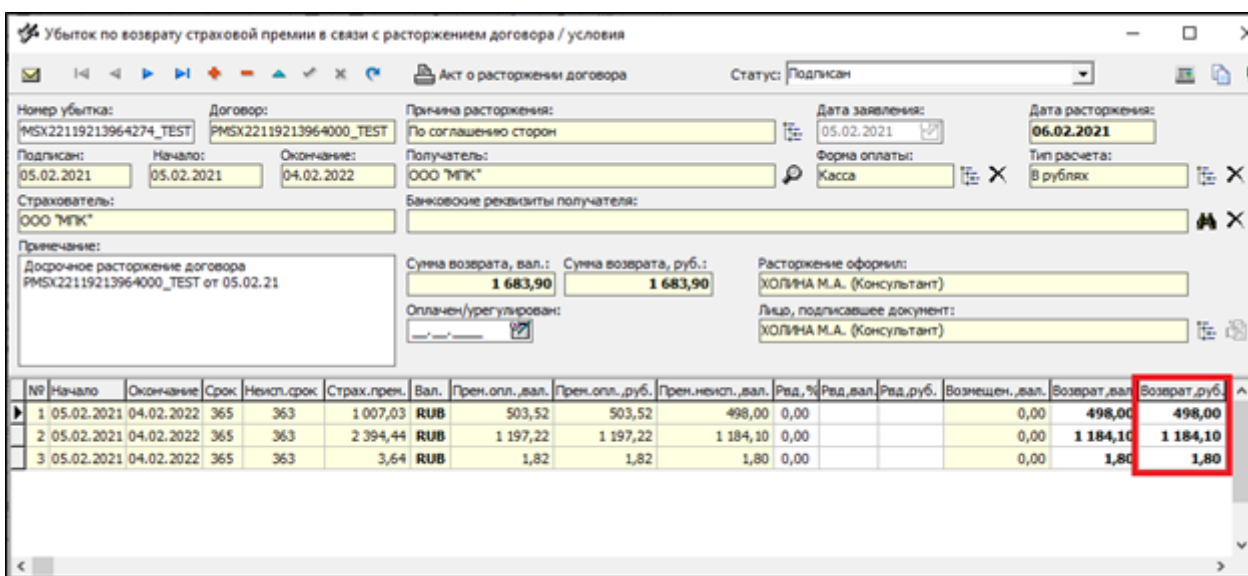 Убыток по возврату страховой премии в связи с расторжением договора / условия
Акт о расторжении договора Статус: Подписан
Номер убытка: Договор: Причина расторжения: Дата заявления: Дата расторжения:
MSX22119213964274_TEST PMSX22119213964000_TEST По соглашению сторон 05.02.2021 06.02.2021
Подписан: Начало: Окончание: Получатель: Форма оплаты: Тип расчета:
05.02.2021 05.02.2021 04.02.2022 ООО "МПК" Касса В рублях
Страхователь: Банковские реквизиты получателя:
ООО "МПК"
Примечание:
Досрочное расторжение договора
PMSX22119213964000_TEST от 05.02.21
Сумма возврата, вал.: Сумма возврата, руб.: Расторжение оформил:
1 683,90 1 683,90 ХОЛИНА М.А. (Консультант)
Оплачен/урегулирован: Лицо, подписавшее документ:
__.__.____ ХОЛИНА М.А. (Консультант)
№ Начало Окончание Срок Неисп.срок Страх.прем. Вал. Прем.опл.,вал. Прем.опл.,руб. Прем.неисп.,вал. Рвд,% Рвд,вал Рвд,руб. Возмещен.,вал. Возврат,вал Возврат,руб.
1 05.02.2021 04.02.2022 365 363 1 007,03 RUB 503,52 503,52 498,00 0,00 0,00 498,00 498,00
2 05.02.2021 04.02.2022 365 363 2 394,44 RUB 1 197,22 1 197,22 1 184,10 0,00 0,00 1 184,10 1 184,10
3 05.02.2021 04.02.2022 365 363 3,64 RUB 1,82 1,82 1,80 0,00 0,00 1,80 1,80